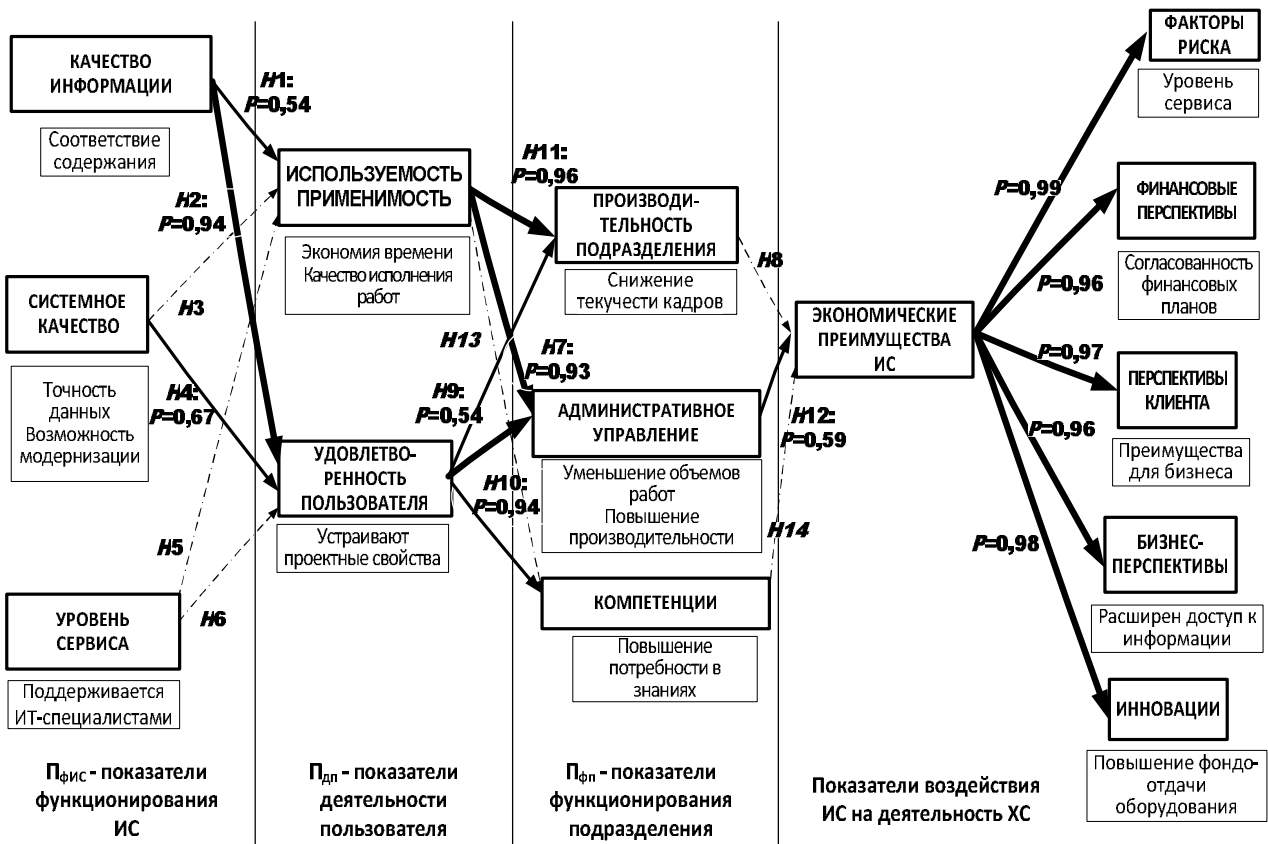 КАЧЕСТВО
ИНФОРМАЦИИ
Соответствие
содержания
СИСТЕМНОЕ
КАЧЕСТВО
Точность
данных
Возможность
модернизации
УРОВЕНЬ
СЕРВИСА
Поддерживается
ИТ-специалистами
Пфис - показатели
функционирования
ИС
H1:
P=0,54
H2:
P=0,94
H3
H4:
P=0,67
H5
H6
ИСПОЛЬЗУЕМОСТЬ
ПРИМЕНИМОСТЬ
Экономия времени
Качество исполнения
работ
УДОВЛЕТВО-
РЕННОСТЬ
ПОЛЬЗОВАТЕЛЯ
Устраивают
проектные свойства
Пдп - показатели
деятельности
пользователя
H11:
P=0,96
H13
H7:
P=0,93
H9:
P=0,54
H10:
P=0,94
ПРОИЗВОДИ-
ТЕЛЬНОСТЬ
ПОДРАЗДЕЛЕНИЯ
Снижение
текучести кадров
АДМИНИСТРАТИВНОЕ
УПРАВЛЕНИЕ
Уменьшение объемов
работ
Повышение
производительности
КОМПЕТЕНЦИИ
Повышение
потребности в
знаниях
Пфп - показатели
функционирования
подразделения
H8
H12:
P=0,59
H14
ЭКОНОМИЧЕСКИЕ
ПРЕИМУЩЕСТВА
ИС
P=0,99
P=0,96
P=0,97
P=0,96
P=0,98
ФАКТОРЫ
РИСКА
Уровень
сервиса
ФИНАНСОВЫЕ
ПЕРСПЕКТИВЫ
Согласованность
финансовых
планов
ПЕРСПЕКТИВЫ
КЛИЕНТА
Преимущества
для бизнеса
БИЗНЕС-
ПЕРСПЕКТИВЫ
Расширен доступ к
информации
ИННОВАЦИИ
Повышение фондо-
отдачи
оборудования
Показатели воздействия
ИС на деятельность ХС